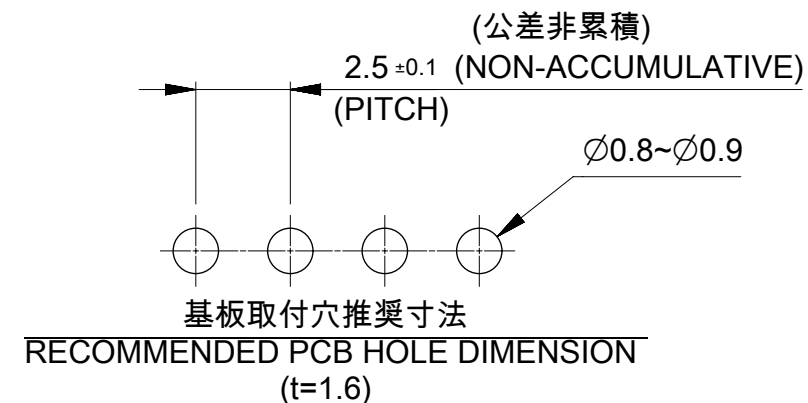 (公差非累積)
2.5 ±0.1 (NON-ACCUMULATIVE)
(PITCH)
∅0.8~∅0.9
基板取付穴推奨寸法
RECOMMENDED PCB HOLE DIMENSION
(t=1.6)